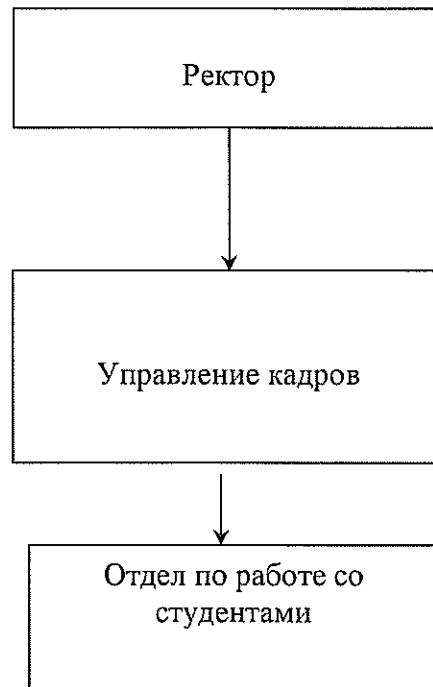 Ректор
Управление кадров
Отдел по работе со
студентами